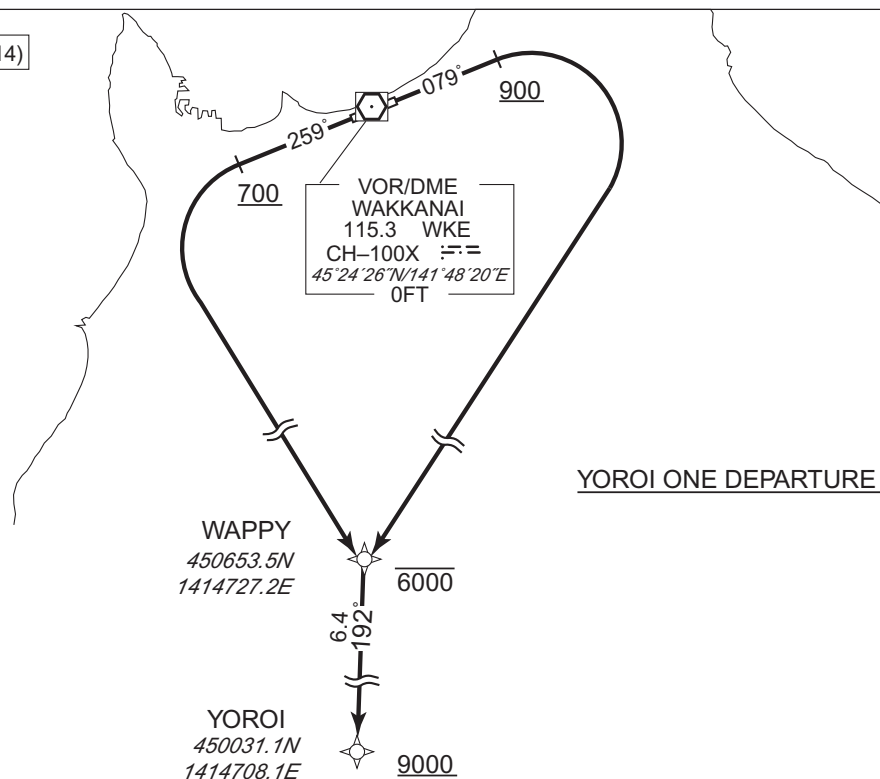 14)
079°
900
259°
700
VOR/DME
WAKKANAI
115.3 WKE
CH–100X
45°24′26″N/141°48′20″E
0FT
YOROI ONE DEPARTURE
WAPPY
450653.5N
1414727.2E
6000
6.4
192°
YOROI
450031.1N
1414708.1E
9000